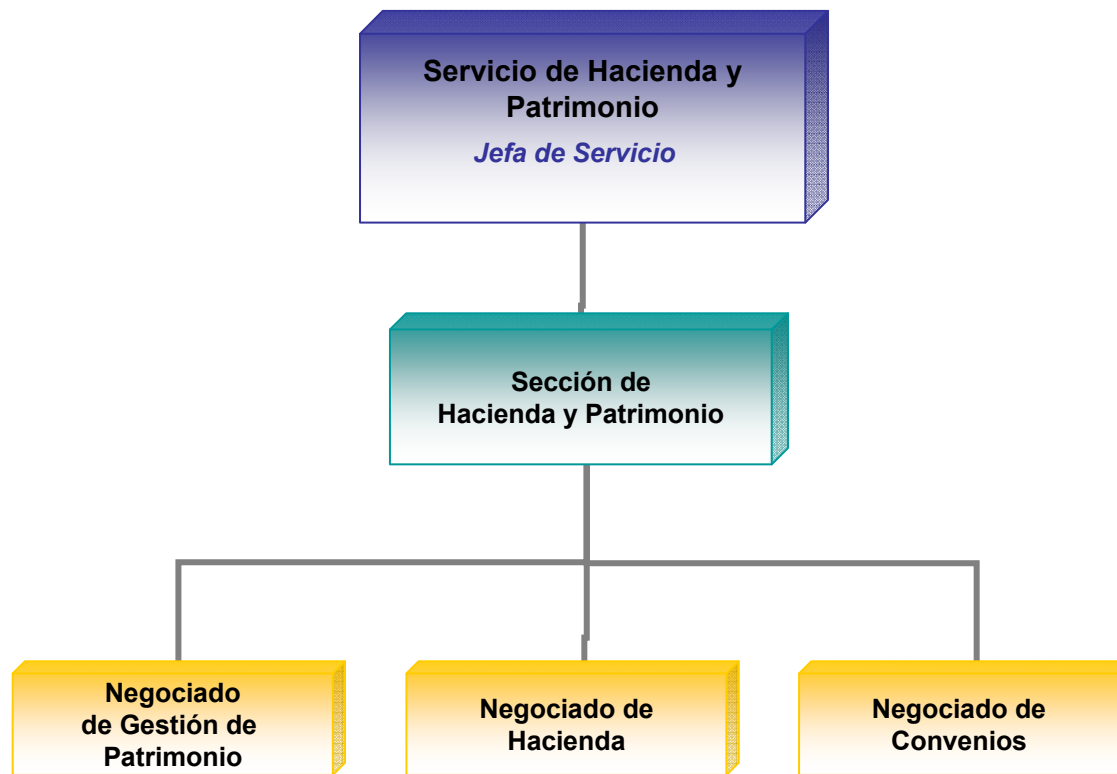 Servicio de Hacienda y
Patrimonio
Jefa de Servicio
Sección de
Hacienda y Patrimonio
Negociado
de Gestión de
Patrimonio
Negociado de
Hacienda
Negociado de
Convenios